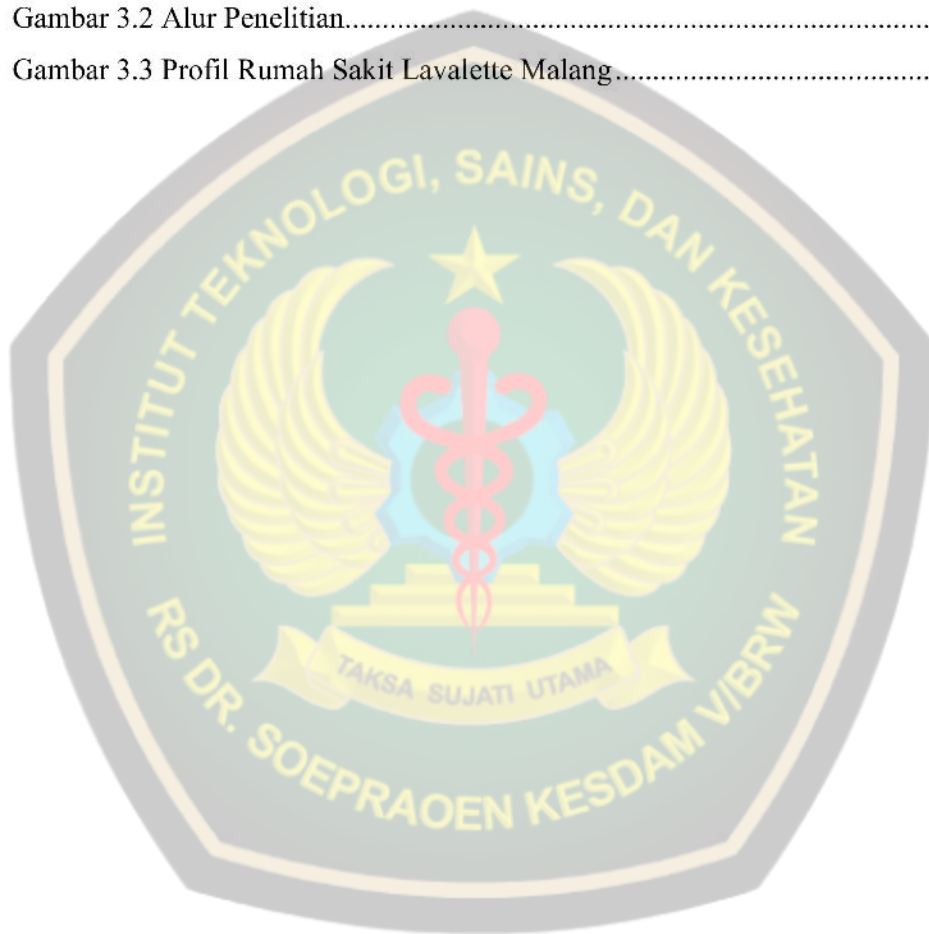 Gambar 3.2 Alur Penelitian.......................................................................................
Gambar 3.3 Profil Rumah Sakit Lavalette Malang...............................................
INSTITUT TEKNOLOGI, SAINS, DAN KESEHATAN
TAKSA SUJATI UTAMA
RS DR. SOEPRAOEN KESDAM V/BRW